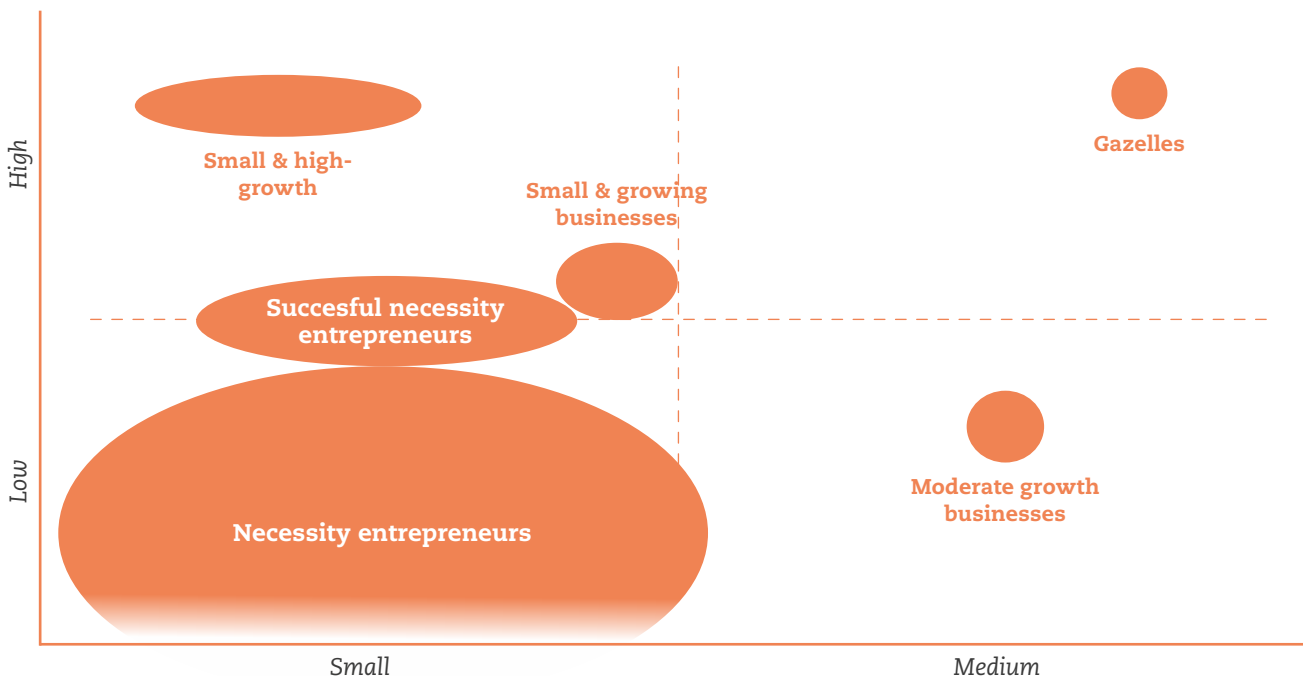 High
Small & high-
growth
Gazelles
Small & growing
businesses
Succesful necessity
entrepreneurs
Low
Necessity entrepreneurs
Moderate growth
businesses
Small
Medium